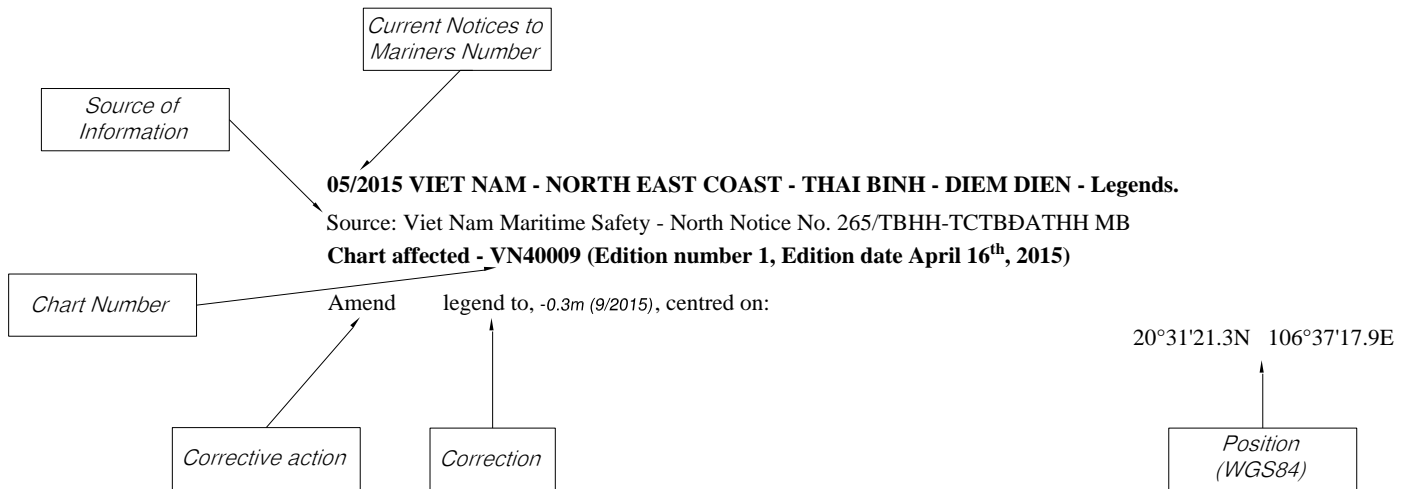 Current Notices to
Mariners Number
Source of
Information
05/2015 VIET NAM - NORTH EAST COAST - THAI BINH - DIEM DIEN - Legends.
Source: Viet Nam Maritime Safety - North Notice No. 265/TBHH-TCTBĐATHH MB
Chart affected - VN40009 (Edition number 1, Edition date April 16th, 2015)
Chart Number
Amend legend to, -0.3m (9/2015), centred on:
20°31'21.3N 106°37'17.9E
Corrective action
Correction
Position
(WGS84)